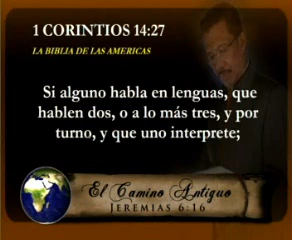 1 CORINTIOS 14:27
LA BIBLIA DE LAS AMERICAS
Si alguno habla en lenguas, que
hablen dos, o a lo más tres, y por
turno, y que uno interprete;
El Camino Antiguo
JEREMIAS 6:16